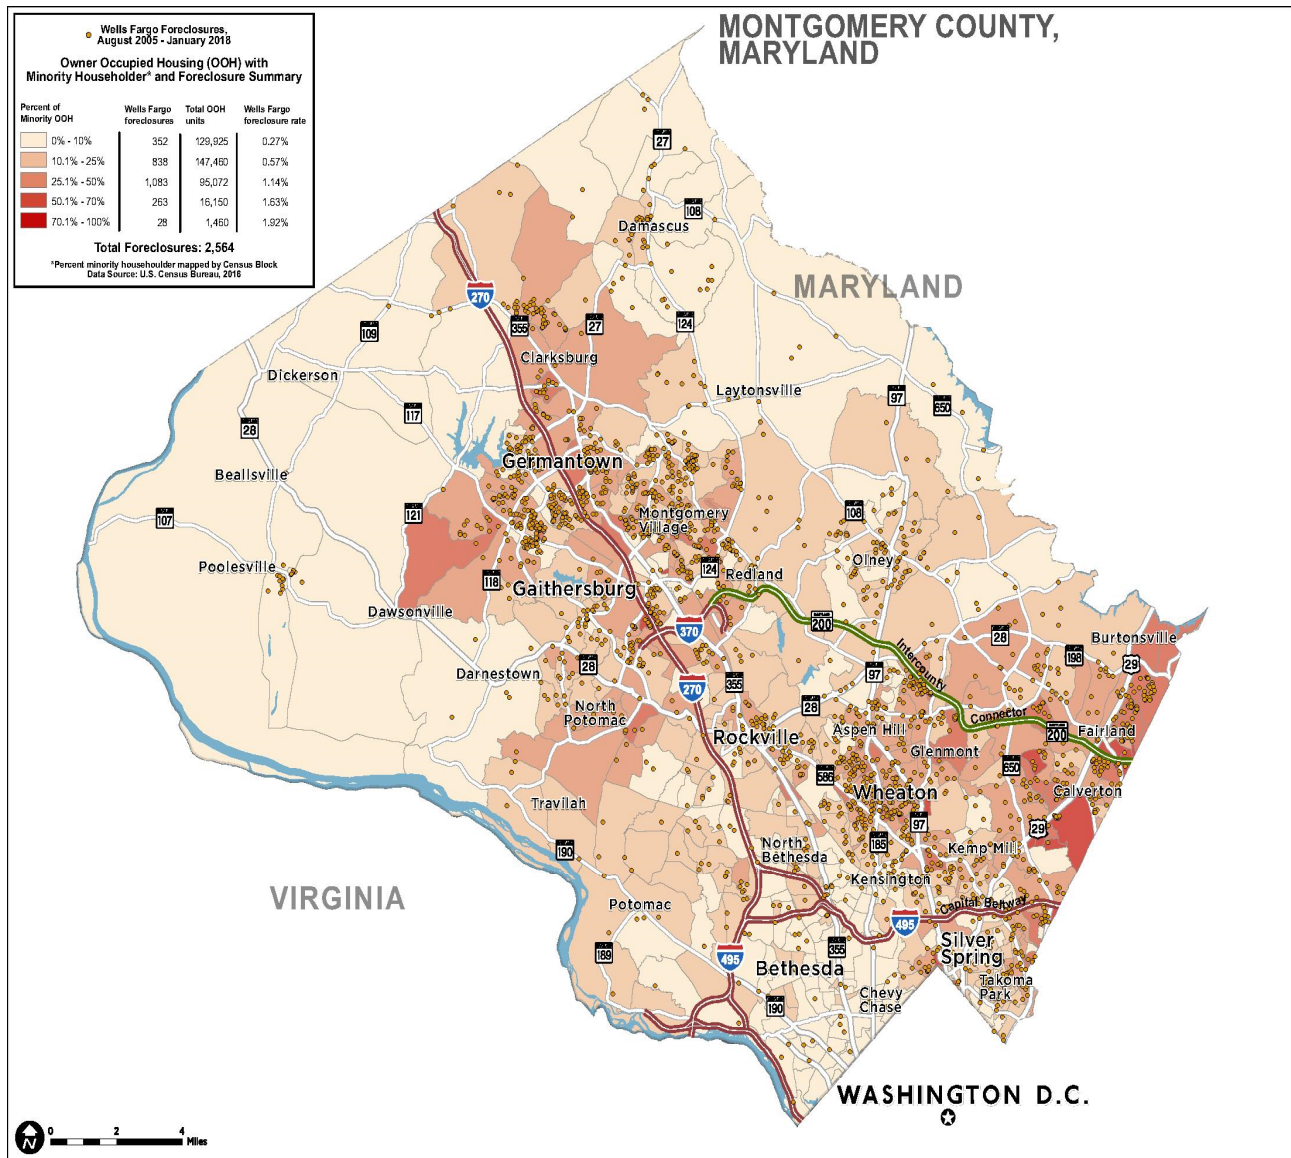 Wells Fargo Foreclosures,
August 2005 - January 2018
Owner Occupied Housing (OOH) with
Minority Householder* and Foreclosure Summary
Percent of
Minority OOH
Wells Fargo
foreclosures
Total OOH
units
Wells Fargo
foreclosure rate
0% - 10% 352 129,925 0.27%
10.1% - 25% 838 147,460 0.57%
25.1% - 50% 1,083 95,072 1.14%
50.1% - 70% 263 16,150 1.63%
70.1% - 100% 28 1,460 1.92%
Total Foreclosures: 2,564
*Percent minority householder mapped by Census Block
Data Source: U.S. Census Bureau, 2016
MONTGOMERY COUNTY,
MARYLAND
27
108
Damascus
MARYLAND
270
355
27
124
109
Clarksburg
Dickerson
Laytonsville
97
650
117
28
Germantown
Beallsville
121
107
Montgomery
Village
108
Olney
Poolesville
118
124
Redland
Gaithersburg
Dawsonville
200
370
Intercounty
Connector
28
Burtonsville
198
29
Darnestown
28
270
355
97
North
Potomac
28
Rockville
Aspen Hill
Glenmont
200
Fairland
586
650
Wheaton
Calverton
Travilah
97
29
190
185
North
Bethesda
Kemp Mill
Kensington
VIRGINIA
Potomac
Capital Beltway
495
189
495
355
Silver
Spring
Bethesda
Takoma
Park
190
Chevy
Chase
WASHINGTON D.C.
N
0 2 4
Miles